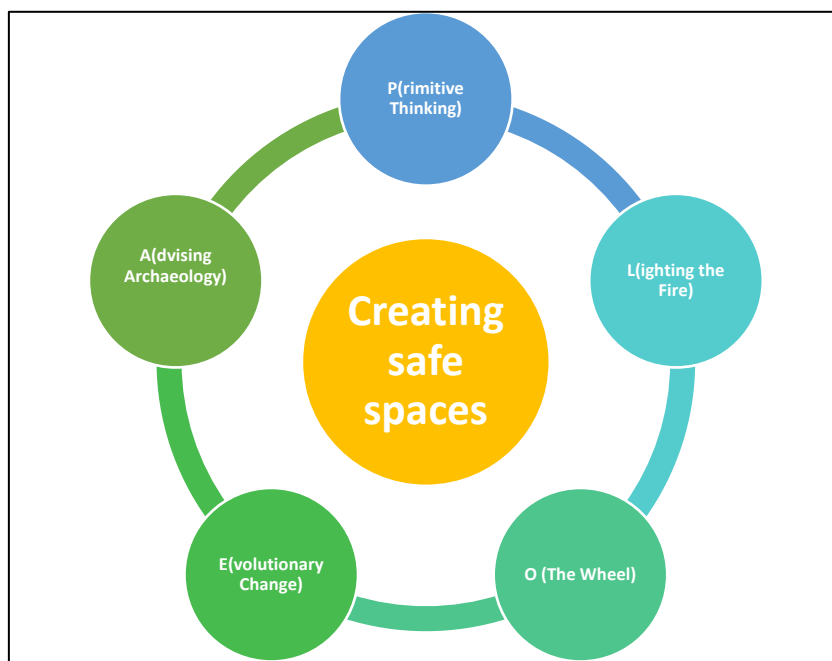 P(rimitive
Thinking)
L(ighting the
Fire)
O (The Wheel)
E(volutionary
Change)
A(dvising
Archaeology)
Creating
safe
spaces